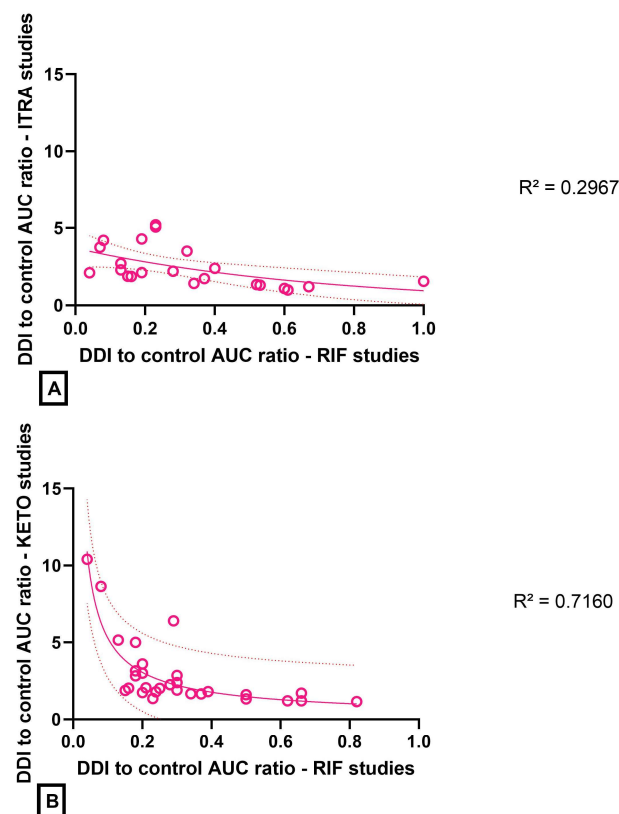 DDI to control AUC ratio - ITRA studies
15
10
5
0
0.0 0.2 0.4 0.6 0.8 1.0
DDI to control AUC ratio - RIF studies
R² = 0.2967
A
DDI to control AUC ratio - KETO studies
15
10
5
0
0.0 0.2 0.4 0.6 0.8 1.0
DDI to control AUC ratio - RIF studies
R² = 0.7160
B